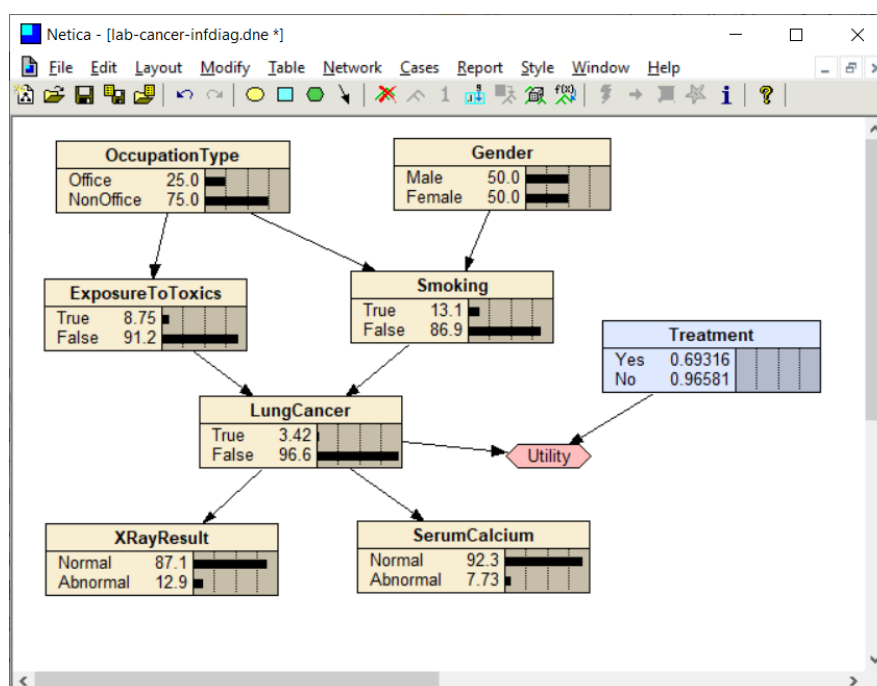 Netica - [lab-cancer-infdiag.dne *]
File Edit Layout Modify Table Network Cases Report Style Window Help
1 f(x) i ?
OccupationType
Office 25.0
NonOffice 75.0
Gender
Male 50.0
Female 50.0
ExposureToToxics
True 8.75
False 91.2
Smoking
True 13.1
False 86.9
Treatment
Yes 0.69316
No 0.96581
LungCancer
True 3.42
False 96.6
Utility
XRayResult
Normal 87.1
Abnormal 12.9
SerumCalcium
Normal 92.3
Abnormal 7.73